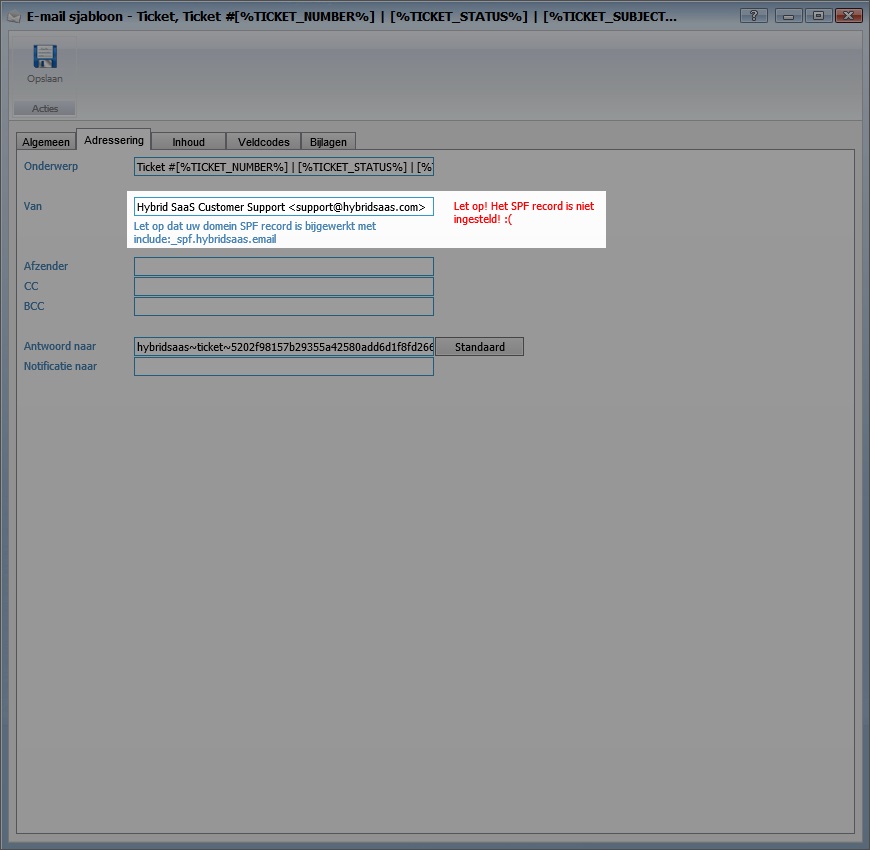 E-mail sjabloon - Ticket, Ticket #[%TICKET_NUMBER%] | [%TICKET_STATUS%] | [%TICKET_SUBJECT...
Opslaan
Acties
Algemeen Adressering Inhoud Veldcodes Bijlagen
Onderwerp Ticket #[%TICKET_NUMBER%] | [%TICKET_STATUS%] | [%
Van Hybrid SaaS Customer Support <support@hybridsaas.com> Let op! Het SPF record is niet
ingesteld! :(
Let op dat uw domein SPF record is bijgewerkt met
include:_spf.hybridsaas.email
Afzender
CC
BCC
Antwoord naar hybridsaas~ticket~5202f98157b29355a42580add6d1f8fd266 Standaard
Notificatie naar